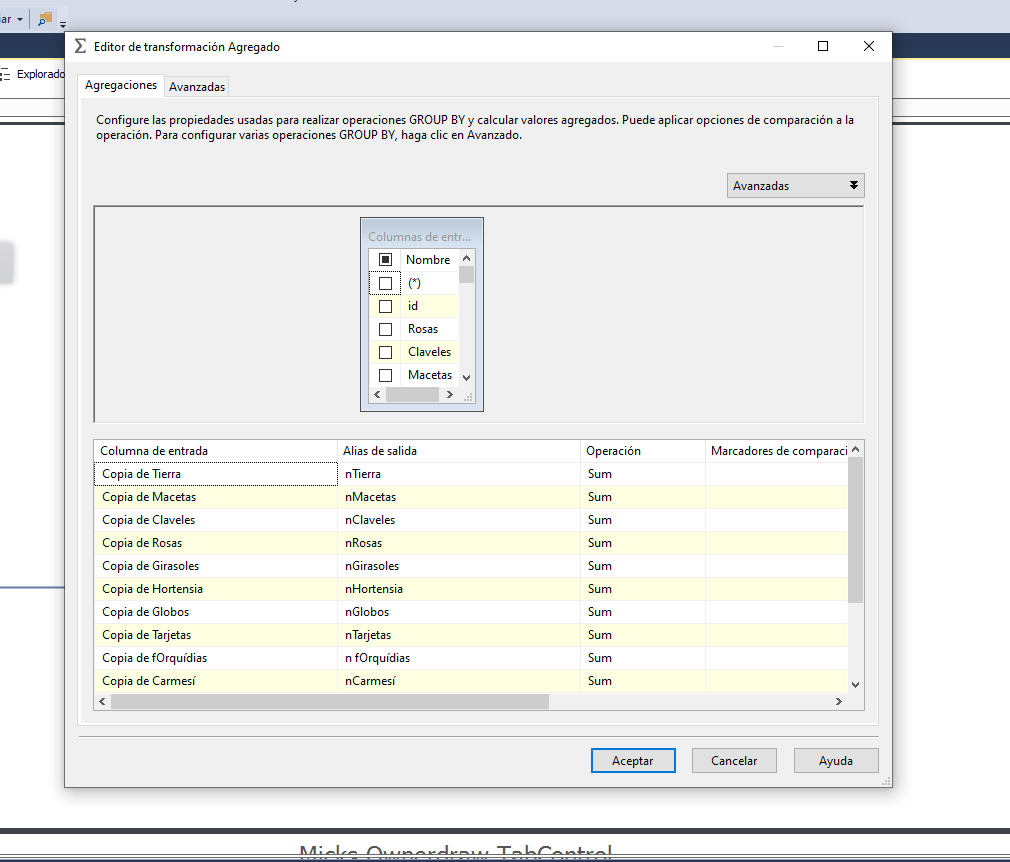 iar
Editor de transformación Agregado
Explorado
Agregaciones
Avanzadas
Configure las propiedades usadas para realizar operaciones GROUP BY y calcular valores agregados. Puede aplicar opciones de comparación a la
operación. Para configurar varias operaciones GROUP BY, haga clic en Avanzado.
Avanzadas
Columnas de entr...
Nombre
(*)
id
Rosas
Claveles
Macetas
Columna de entrada Alias de salida Operación Marcadores de comparaci
Copia de Tierra nTierra Sum
Copia de Macetas nMacetas Sum
Copia de Claveles nClaveles Sum
Copia de Rosas nRosas Sum
Copia de Girasoles nGirasoles Sum
Copia de Hortensia nHortensia Sum
Copia de Globos nGlobos Sum
Copia de Tarjetas nTarjetas Sum
Copia de fOrquídias n fOrquídias Sum
Copia de Carmesí nCarmesí Sum
Aceptar Cancelar Ayuda
Micks Ownerdraw TabControl